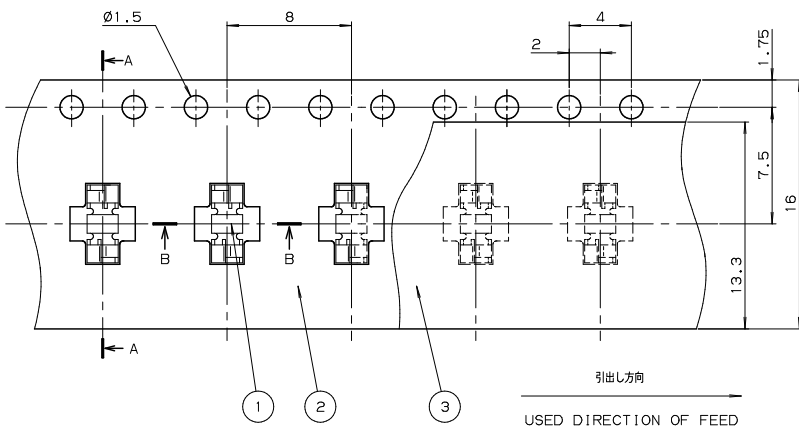 Ø1.5
8
4
2
1.75
A
7.5
16
B
B
13.3
A
1
2
3
引出し方向
USED DIRECTION OF FEED